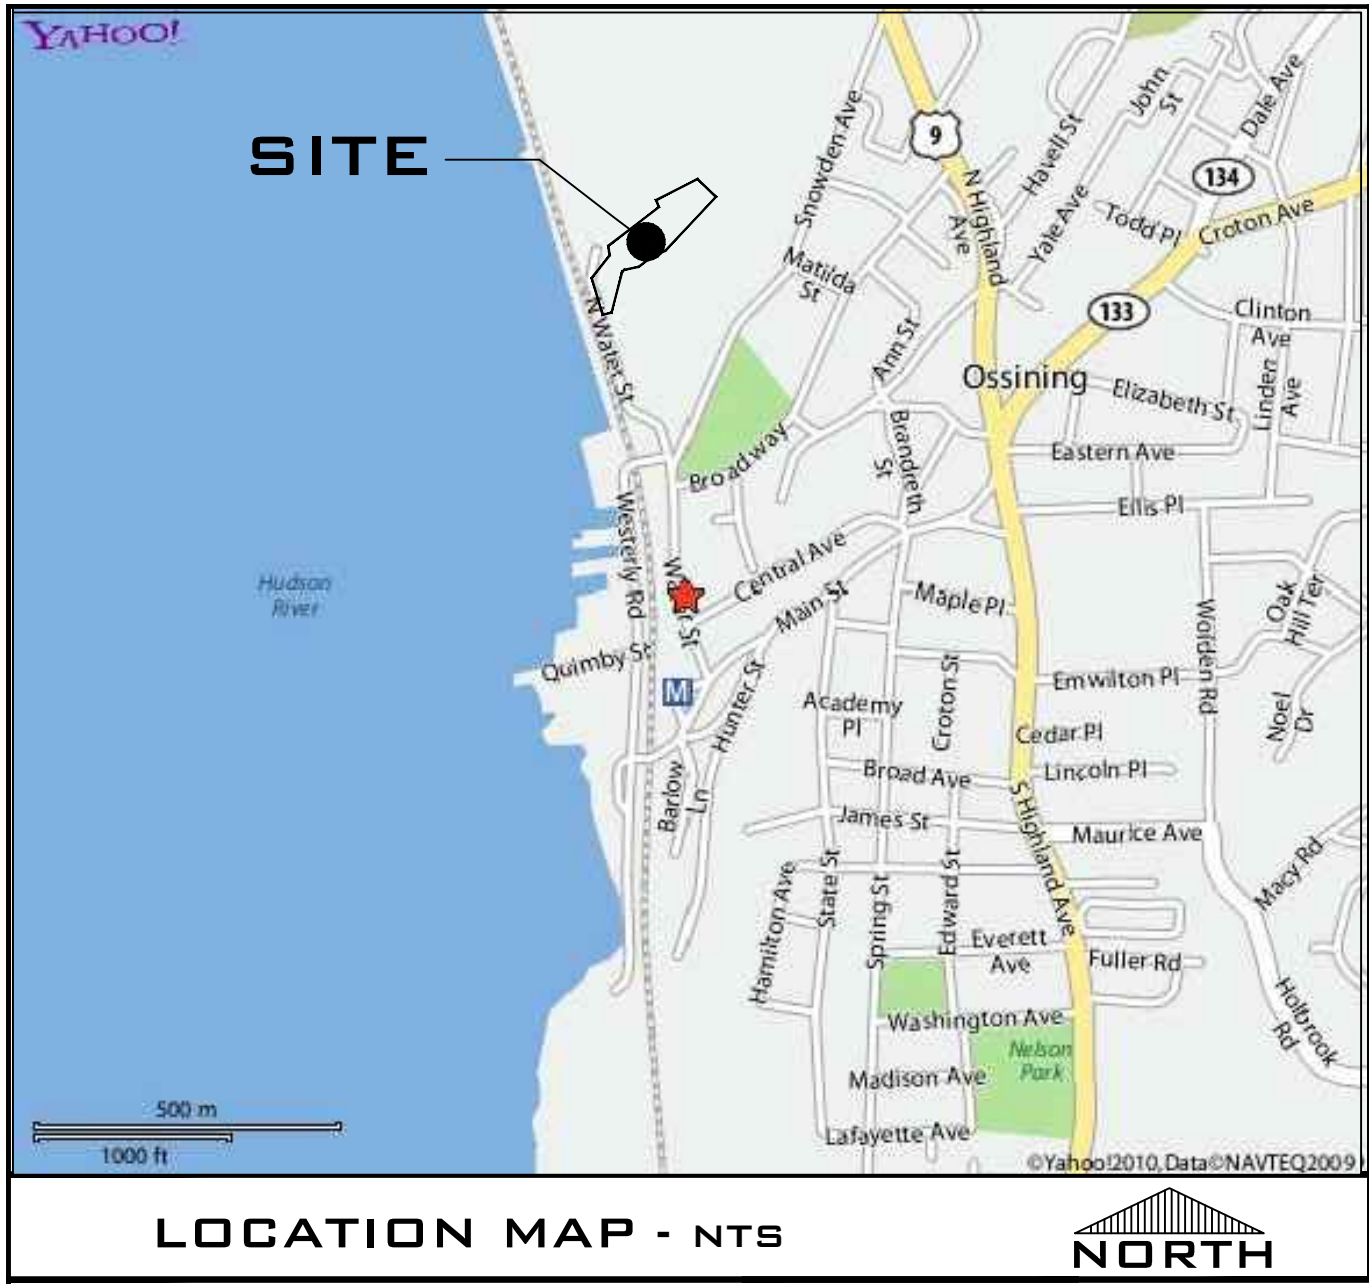 YAHOO!
SITE
9
134
133
Snowden Ave
N Highland
Ave
Havell St
John
St
Dale Ave
Yale Ave
Todd Pl
Croton Ave
Matilda
St
Clinton
Ave
N Water St
Ann St
Ossining
Elizabeth St
Linden
Ave
Brandreth
St
Broadway
Eastern Ave
Ellis Pl
Westerly Rd
Water St
Central Ave
Main St
Maple Pl
Walden Rd
Oak
Hill Ter
Hudson
River
Quimby St
M
Hunter St
Academy
Pl
Croton St
Emwilton Pl
Noel
Dr
Cedar Pl
Broad Ave
Lincoln Pl
Barlow
Ln
James St
S Highland Ave
Maurice Ave
Macy Rd
Hamilton Ave
State St
Spring St
Edward St
Everett
Ave
Fuller Rd
Washington Ave
Holbrook
Rd
Nelson
Park
Madison Ave
Lafayette Ave
500 m
1000 ft
©Yahoo!2010,Data©NAVTEQ2009
LOCATION MAP - NTS
NORTH